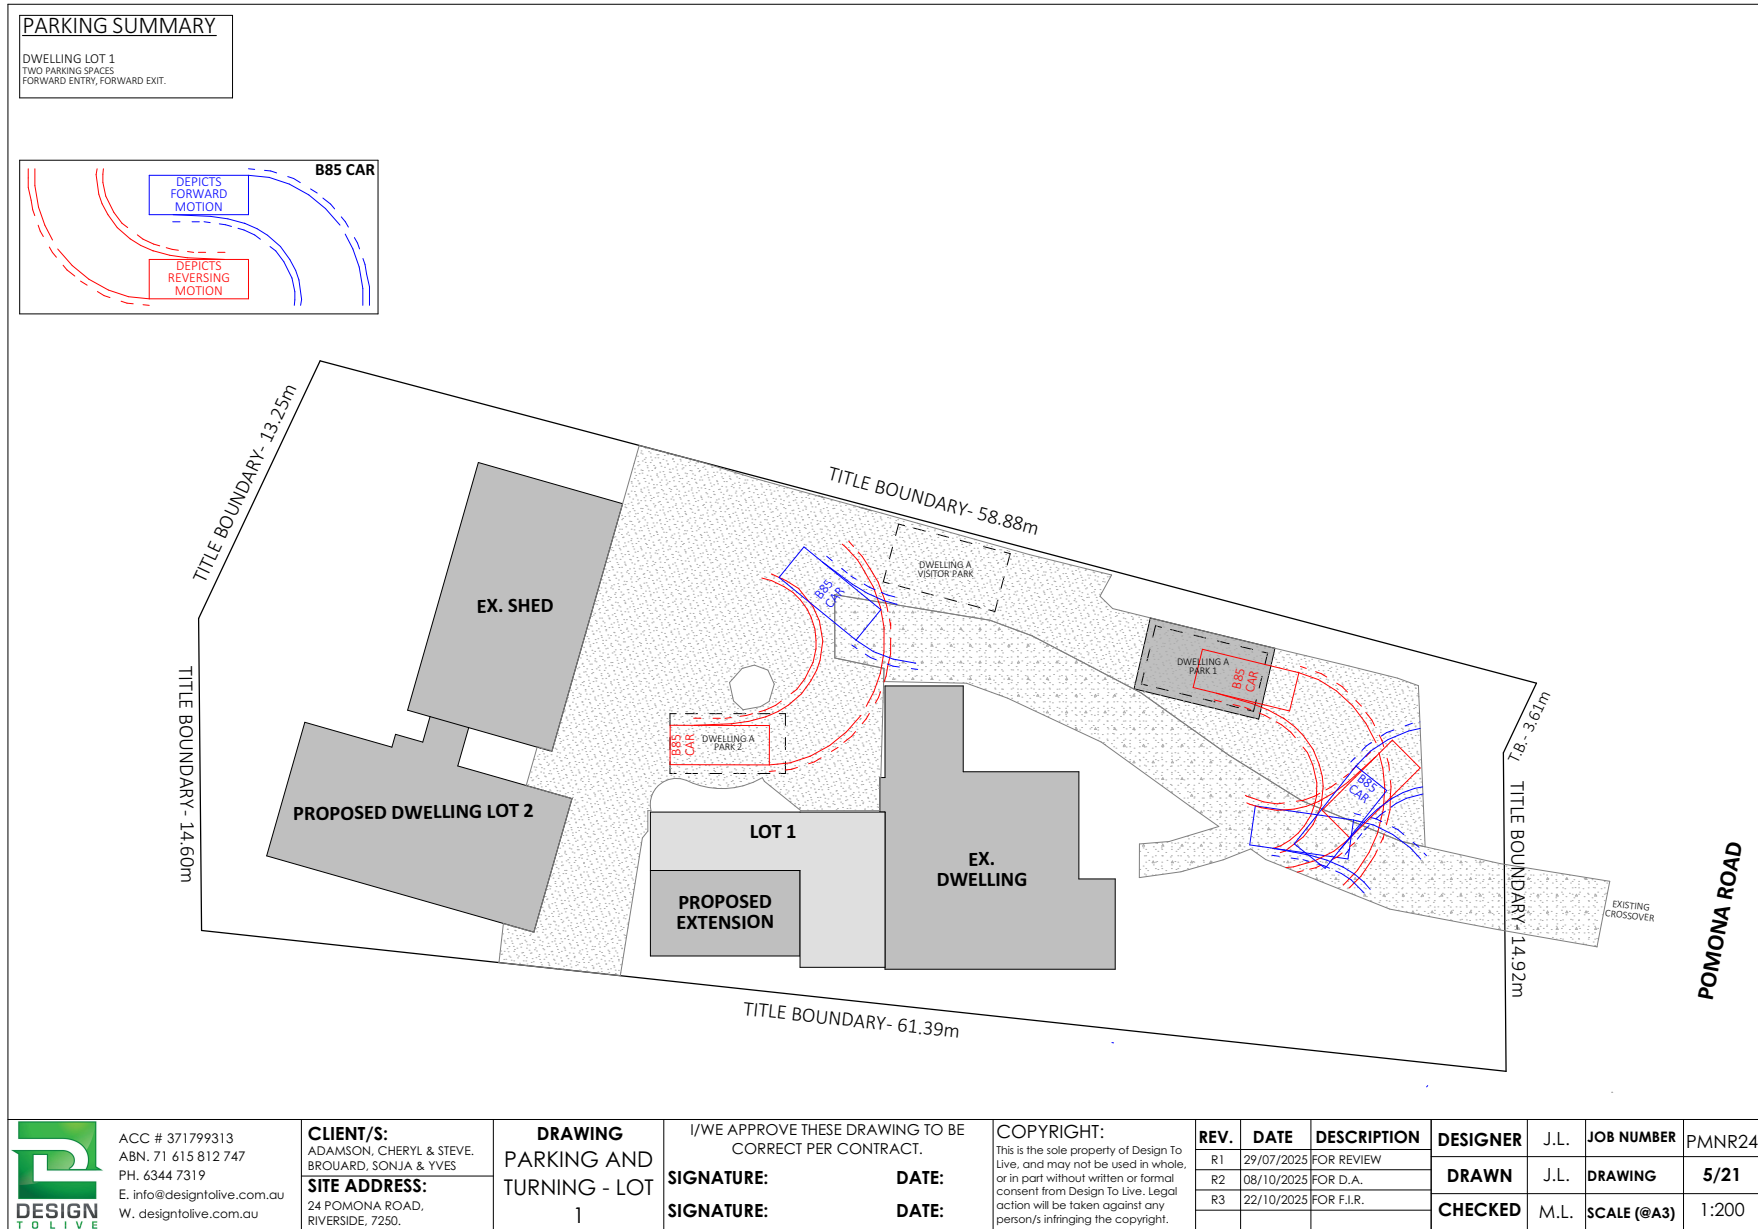 PARKING SUMMARY
DWELLING LOT 1
TWO PARKING SPACES
FORWARD ENTRY, FORWARD EXIT.
B85 CAR
DEPICTS
FORWARD
MOTION
DEPICTS
REVERSING
MOTION
TITLE BOUNDARY- 13.25m
TITLE BOUNDARY- 58.88m
TITLE BOUNDARY- 14.60m
T.B.- 3.61m
TITLE BOUNDARY- 14.92m
TITLE BOUNDARY- 61.39m
POMONA ROAD
EXISTING
CROSSOVER
EX. SHED
PROPOSED DWELLING LOT 2
DWELLING A
VISITOR PARK
B85
CAR
DWELLING A
PARK 1
B85
CAR
B85
CAR
DWELLING A
PARK 2
B85
CAR
LOT 1
PROPOSED
EXTENSION
EX.
DWELLING
DESIGN
TO LIVE
ACC # 371799313
ABN. 71 615 812 747
PH. 6344 7319
E. info@designtolive.com.au
W. designtolive.com.au
CLIENT/S:
ADAMSON, CHERYL & STEVE.
BROUARD, SONJA & YVES
SITE ADDRESS:
24 POMONA ROAD,
RIVERSIDE, 7250.
DRAWING
PARKING AND
TURNING - LOT
1
I/WE APPROVE THESE DRAWING TO BE
CORRECT PER CONTRACT.
SIGNATURE: DATE:
SIGNATURE: DATE:
COPYRIGHT:
This is the sole property of Design To
Live, and may not be used in whole,
or in part without written or formal
consent from Design To Live. Legal
action will be taken against any
person/s infringing the copyright.
REV. DATE DESCRIPTION
R1 29/07/2025 FOR REVIEW
R2 08/10/2025 FOR D.A.
R3 22/10/2025 FOR F.I.R.
DESIGNER J.L. JOB NUMBER PMNR24
DRAWN J.L. DRAWING 5/21
CHECKED M.L. SCALE (@A3) 1:200